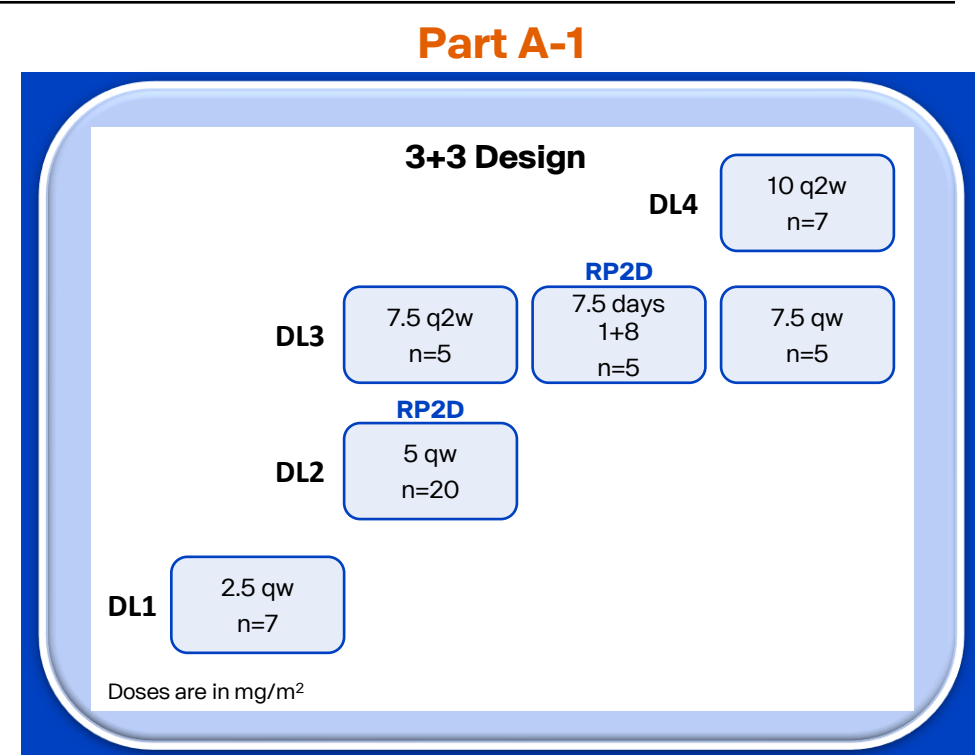 Part A-1
3+3 Design
DL4
10 q2w
n=7
RP2D
DL3
7.5 q2w
n=5
7.5 days
1+8
n=5
7.5 qw
n=5
RP2D
DL2
5 qw
n=20
DL1
2.5 qw
n=7
Doses are in mg/m²